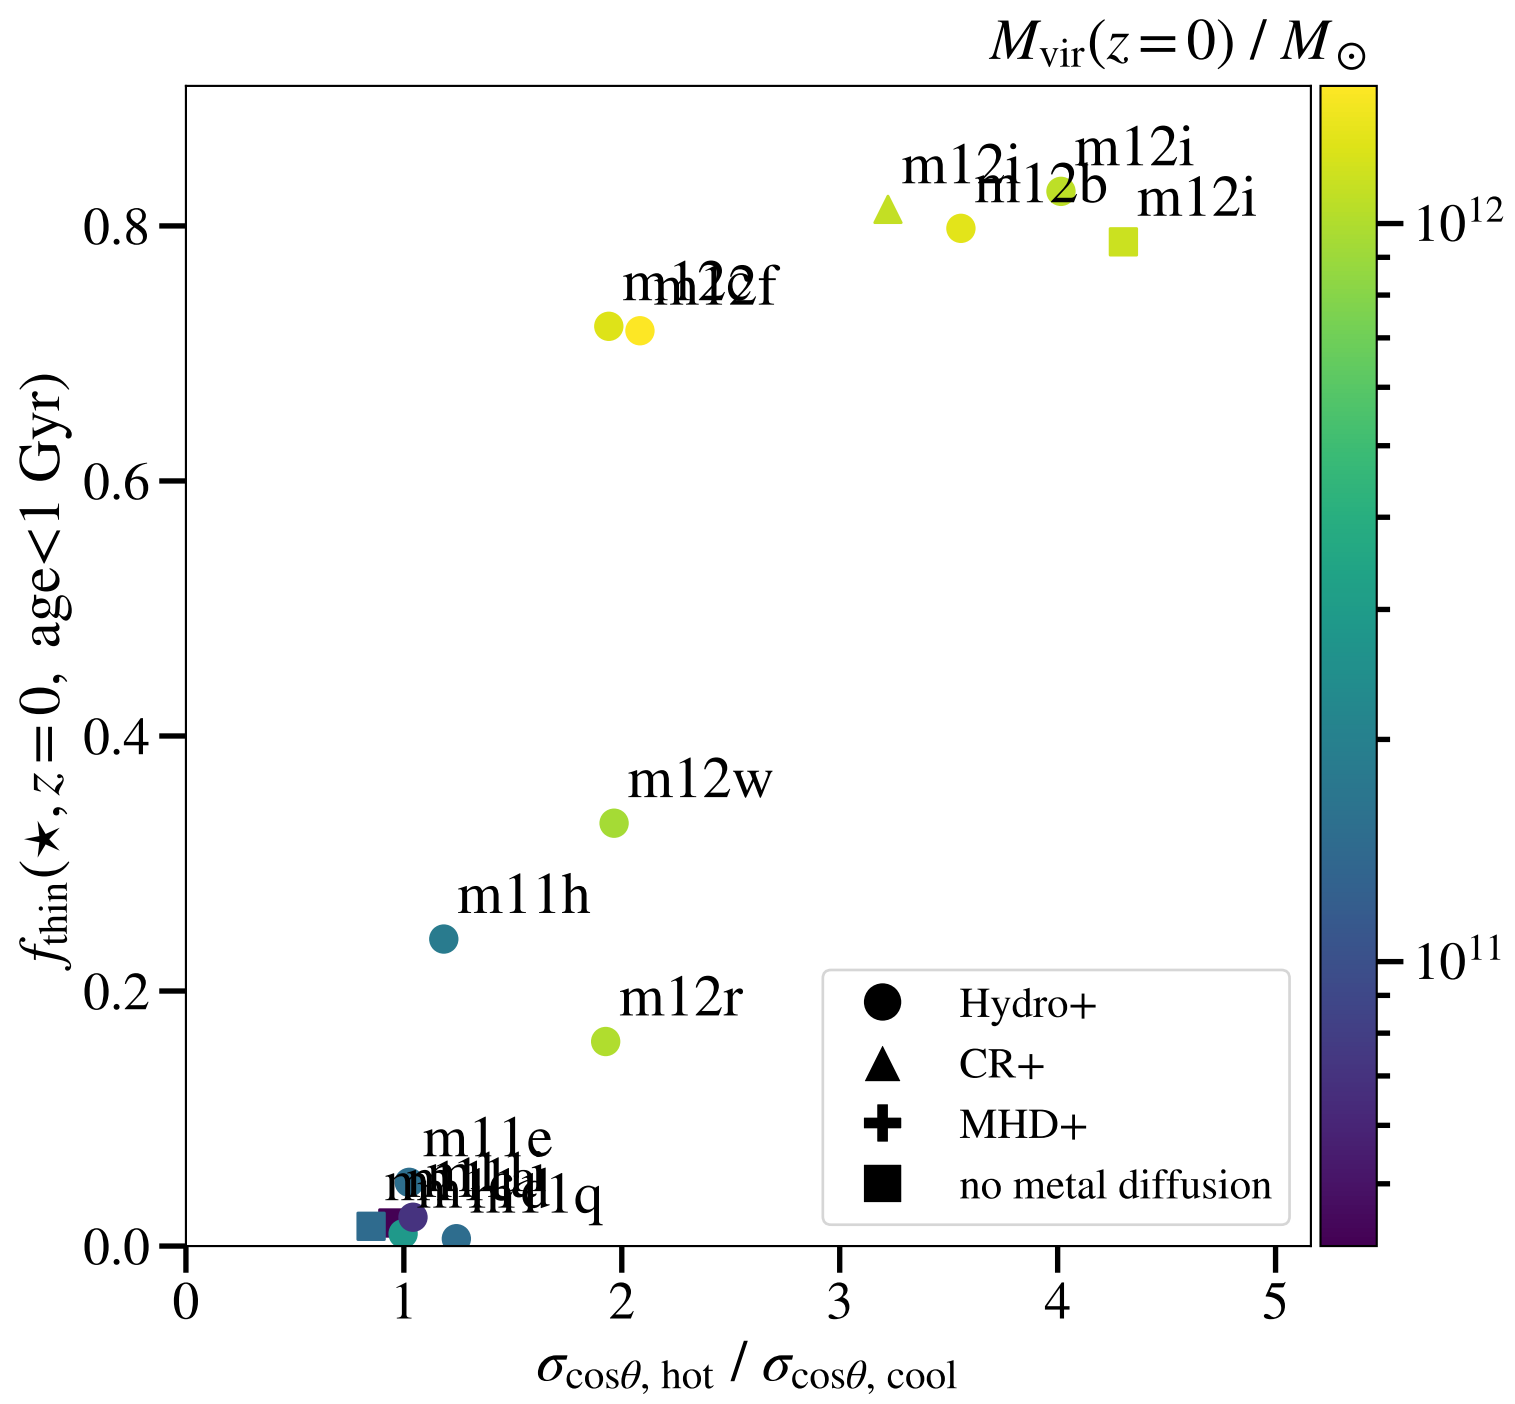 M_vir(z=0) / M_⊙
m12i
m12i
m12b
m12i
m12c
m12f
m12w
m11h
m12r
m11e
m11q
Hydro+
CR+
MHD+
no metal diffusion
0.8
0.6
0.4
0.2
0.0
0
1
2
3
4
5
10^12
10^11
f_thin(★, z=0, age<1 Gyr)
σ_cosθ, hot / σ_cosθ, cool